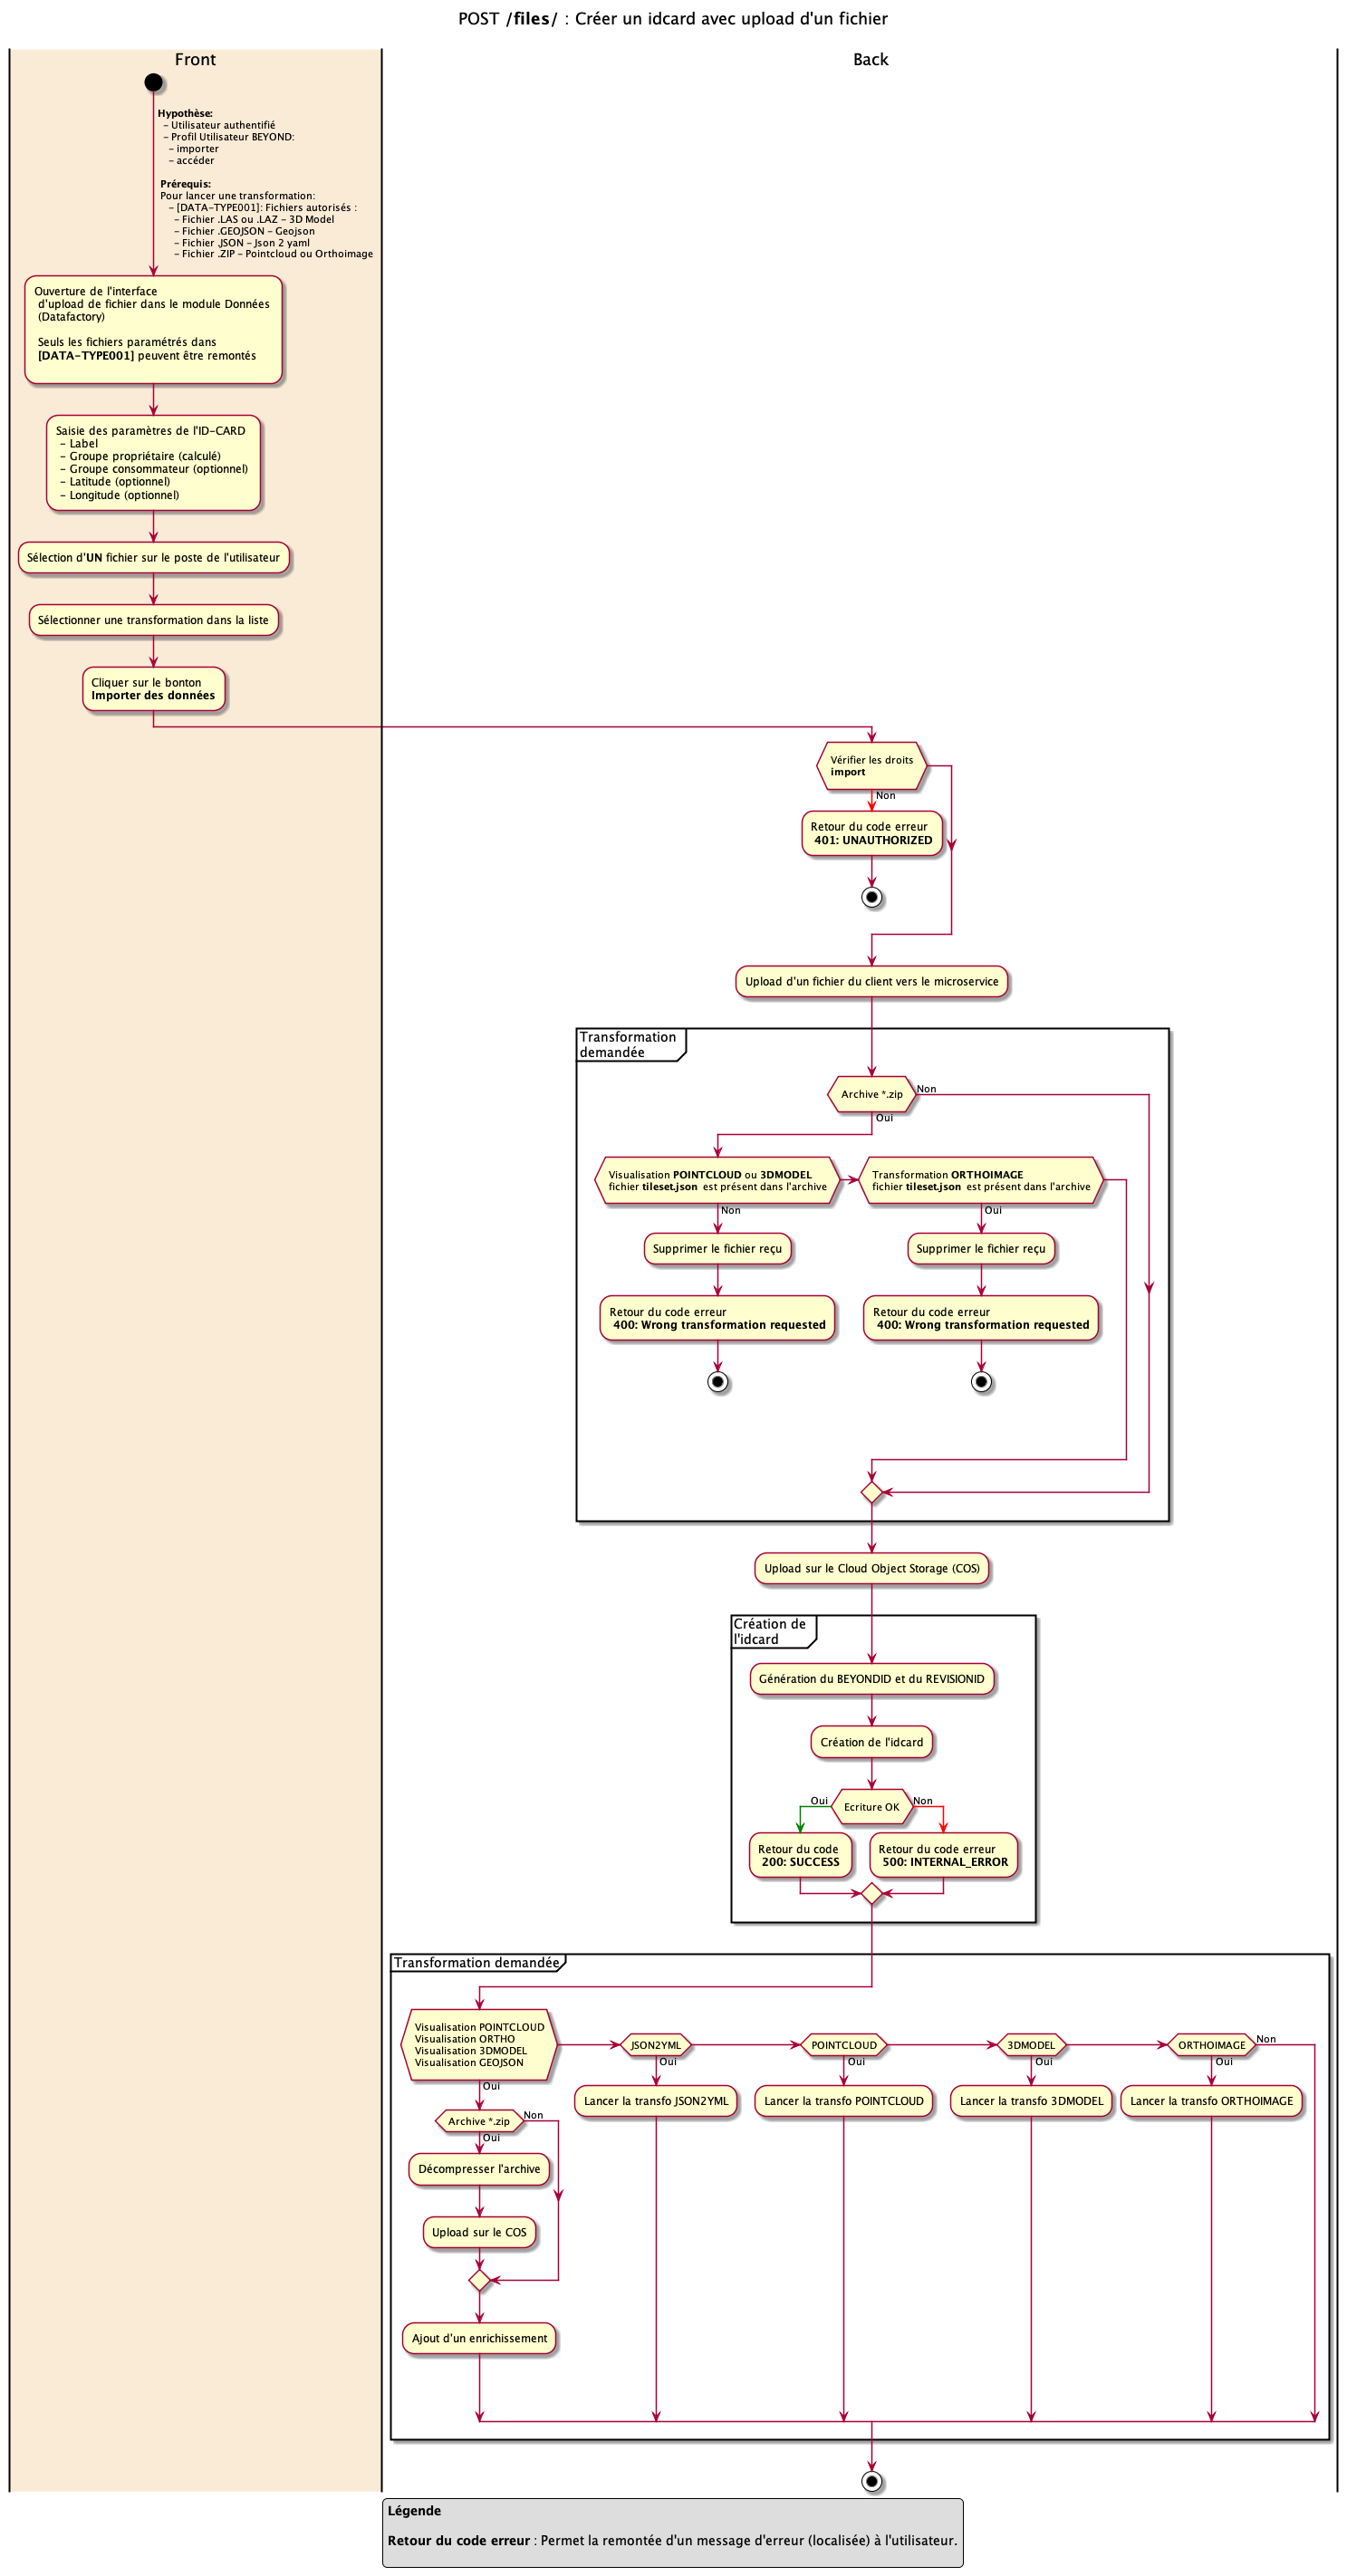 POST /files/ : Créer un idcard avec upload d'un fichier
Front
Back
Hypothèse:
- Utilisateur authentifié
- Profil Utilisateur BEYOND:
- importer
- accéder
Prérequis:
Pour lancer une transformation:
- [DATA-TYPE001]: Fichiers autorisés :
- Fichier .LAS ou .LAZ - 3D Model
- Fichier .GEOJSON - Geojson
- Fichier .JSON - Json 2 yaml
- Fichier .ZIP - Pointcloud ou Orthoimage
Ouverture de l'interface
d'upload de fichier dans le module Données
(Datafactory)
Seuls les fichiers paramétrés dans
[DATA-TYPE001] peuvent être remontés
Saisie des paramètres de l'ID-CARD
- Label
- Groupe propriétaire (calculé)
- Groupe consommateur (optionnel)
- Latitude (optionnel)
- Longitude (optionnel)
Sélection d'UN fichier sur le poste de l'utilisateur
Sélectionner une transformation dans la liste
Cliquer sur le bonton
Importer des données
Vérifier les droits
import
Non
Retour du code erreur
401: UNAUTHORIZED
Upload d'un fichier du client vers le microservice
Transformation
demandée
Archive *.zip
Non
Oui
Visualisation POINTCLOUD ou 3DMODEL
fichier tileset.json est présent dans l'archive
Non
Supprimer le fichier reçu
Retour du code erreur
400: Wrong transformation requested
Transformation ORTHOIMAGE
fichier tileset.json est présent dans l'archive
Oui
Supprimer le fichier reçu
Retour du code erreur
400: Wrong transformation requested
Upload sur le Cloud Object Storage (COS)
Création de
l'idcard
Génération du BEYONDID et du REVISIONID
Création de l'idcard
Oui
Ecriture OK
Non
Retour du code
200: SUCCESS
Retour du code erreur
500: INTERNAL_ERROR
Transformation demandée
Visualisation POINTCLOUD
Visualisation ORTHO
Visualisation 3DMODEL
Visualisation GEOJSON
Oui
Archive *.zip
Non
Oui
Décompresser l'archive
Upload sur le COS
Ajout d'un enrichissement
JSON2YML
Oui
Lancer la transfo JSON2YML
POINTCLOUD
Oui
Lancer la transfo POINTCLOUD
3DMODEL
Oui
Lancer la transfo 3DMODEL
ORTHOIMAGE
Non
Oui
Lancer la transfo ORTHOIMAGE
Légende
Retour du code erreur : Permet la remontée d'un message d'erreur (localisée) à l'utilisateur.